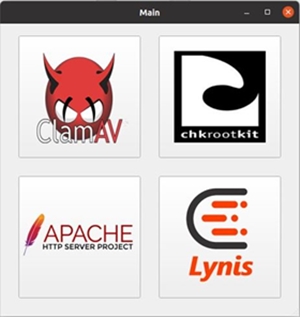 Main
ClamAV
chkrootkit
APACHE
HTTP SERVER PROJECT
Lynis